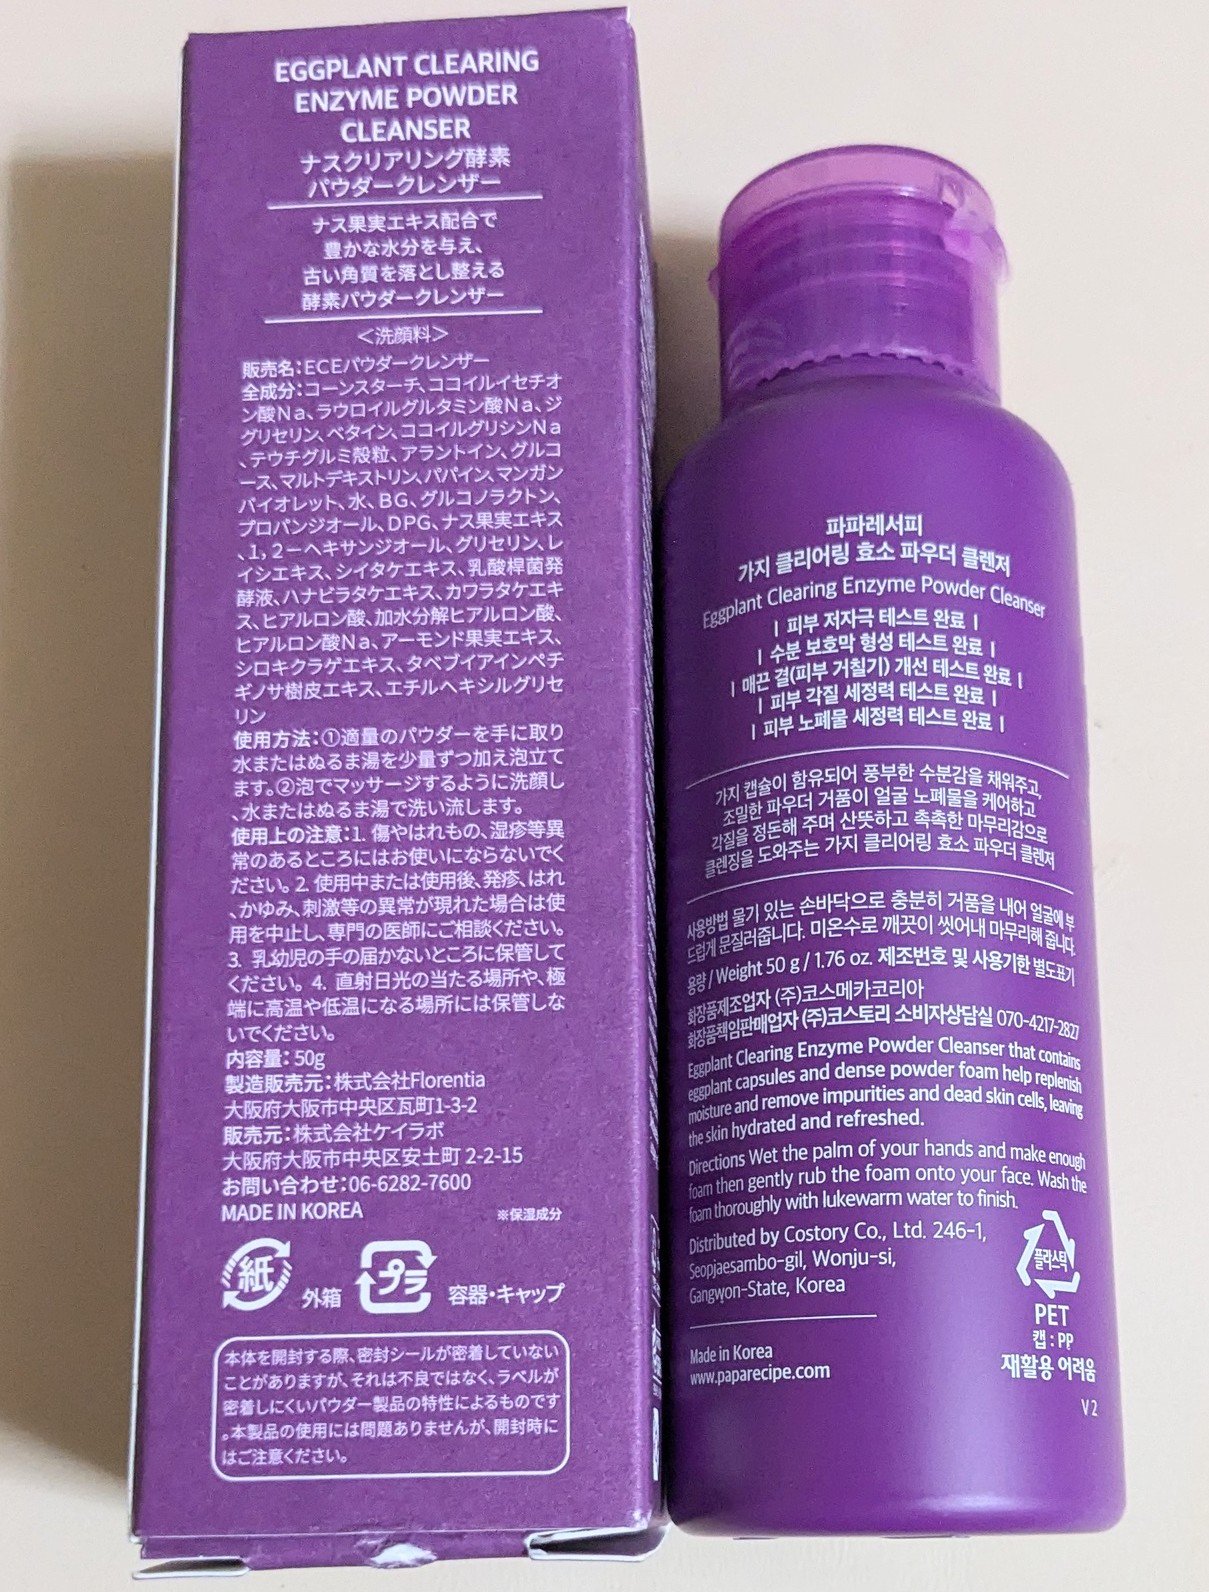 EGGPLANT CLEARING
ENZYME POWDER
CLEANSER
ナスクリアリング酵素
パウダークレンザー
ナス果実エキス配合で
豊かな水分を与え、
古い角質を落とし整える
酵素パウダークレンザー
＜洗顔料＞
販売名：ECEパウダークレンザー
全成分：コーンスターチ、ココイルイセチオ
ン酸Ｎa、ラウロイルグルタミン酸Ｎa、ジ
グリセリン、ベタイン、ココイルグリシンＮa
、テウチグルミ殻粒、アラントイン、グルコ
ース、マルトデキストリン、パパイン、マンガン
バイオレット、水、BG、グルコノラクトン、
プロパンジオール、DPG、ナス果実エキス
、1，2－ヘキサンジオール、グリセリン、レ
イシエキス、シイタケエキス、乳酸桿菌発
酵液、ハナビラタケエキス、カワラタケエキ
ス、ヒアルロン酸、加水分解ヒアルロン酸、
ヒアルロン酸Ｎa、アーモンド果実エキス、
シロキクラゲエキス、タベブイアインペチ
ギノサ樹皮エキス、エチルヘキシルグリセ
リン
使用方法：①適量のパウダーを手に取り
水またはぬるま湯を少量ずつ加え泡立て
ます。②泡でマッサージするように洗顔し
、水またはぬるま湯で洗い流します。
使用上の注意：1. 傷やはれもの、湿疹等異
常のあるところにはお使いにならないでく
ださい。2. 使用中または使用後、発疹、はれ
、かゆみ、刺激等の異常が現れた場合は使
用を中止し、専門の医師にご相談ください。
3. 乳幼児の手の届かないところに保管して
ください。4. 直射日光の当たる場所や、極
端に高温や低温になる場所には保管しな
いでください。
内容量：50g
製造販売元：株式会社Florentia
大阪府大阪市中央区瓦町1-3-2
販売元：株式会社ケイラボ
大阪府大阪市中央区安土町 2-2-15
お問い合わせ：06-6282-7600
MADE IN KOREA ※保湿成分
紙 外箱 プラ 容器・キャップ
本体を開封する際、密封シールが密着していない
ことがありますが、それは不良ではなく、ラベルが
密着しにくいパウダー製品の特性によるものです
。本製品の使用には問題ありませんが、開封時に
はご注意ください。
파파레서피
가지 클리어링 효소 파우더 클렌저
Eggplant Clearing Enzyme Powder Cleanser
| 피부 저자극 테스트 완료 |
| 수분 보호막 형성 테스트 완료 |
| 매끈 결(피부 거칠기) 개선 테스트 완료 |
| 피부 각질 세정력 테스트 완료 |
| 피부 노폐물 세정력 테스트 완료 |
가지 캡슐이 함유되어 풍부한 수분감을 채워주고,
조밀한 파우더 거품이 얼굴 노폐물을 케어하고
각질을 정돈해 주며 산뜻하고 촉촉한 마무리감으로
클렌징을 도와주는 가지 클리어링 효소 파우더 클렌저
사용방법 물기 있는 손바닥으로 충분히 거품을 내어 얼굴에 부
드럽게 문질러줍니다. 미온수로 깨끗이 씻어내 마무리해 줍니다.
용량 / Weight 50 g / 1.76 oz. 제조번호 및 사용기한 별도표기
화장품제조업자 (주)코스메카코리아
화장품책임판매업자 (주)코스토리 소비자상담실 070-4217-2827
Eggplant Clearing Enzyme Powder Cleanser that contains
eggplant capsules and dense powder foam help replenish
moisture and remove impurities and dead skin cells, leaving
the skin hydrated and refreshed.
Directions Wet the palm of your hands and make enough
foam then gently rub the foam onto your face. Wash the
foam thoroughly with lukewarm water to finish.
Distributed by Costory Co., Ltd. 246-1,
Seopjaesambo-gil, Wonju-si,
Gangwon-State, Korea
플라스틱
PET
캡 : PP
재활용 어려움
Made in Korea
www.paparecipe.com
V 2